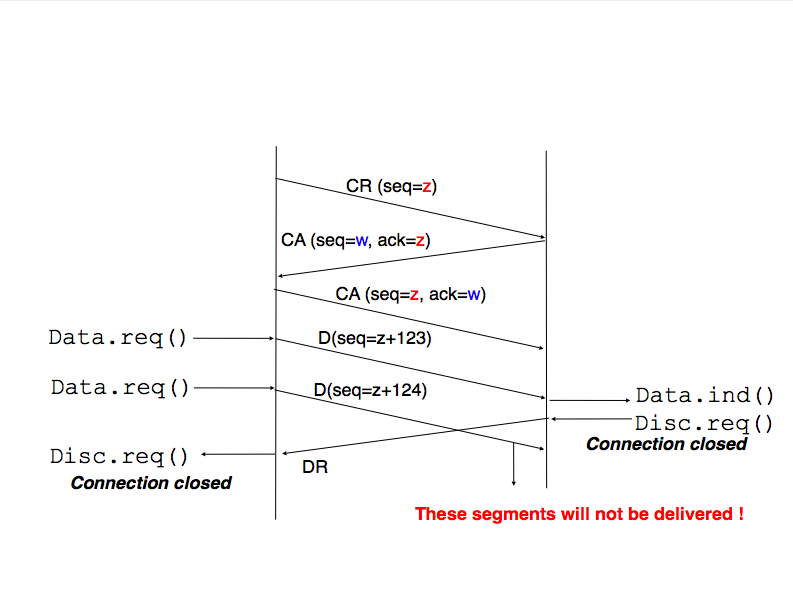 CR (seq=z)
CA (seq=w, ack=z)
CA (seq=z, ack=w)
Data.req()
D(seq=z+123)
Data.req()
D(seq=z+124)
Data.ind()
Disc.req()
Connection closed
Disc.req()
DR
Connection closed
These segments will not be delivered !